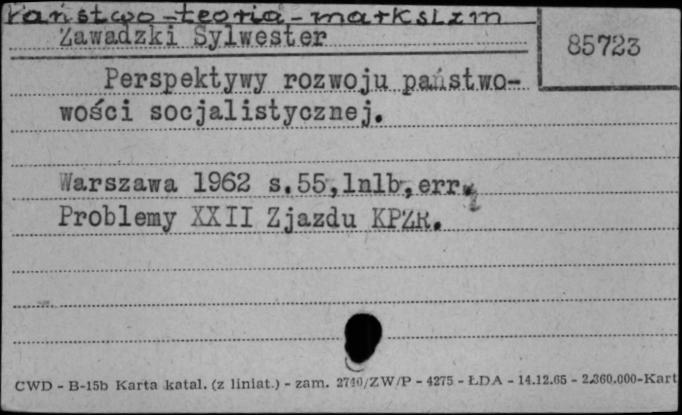 Państwo - teoria - marksizm
Zawadzki Sylwester
85723
Perspektywy rozwoju państwo-
wości socjalistycznej.
Warszawa 1962 s.55,1nlb,err.
Problemy XXII Zjazdu KPZR.
CWD - B-15b Karta katal. (z liniat.) - zam. 2740/ZW/P - 4275 - ŁDA - 14.12.65 - 2.360.000-Kart